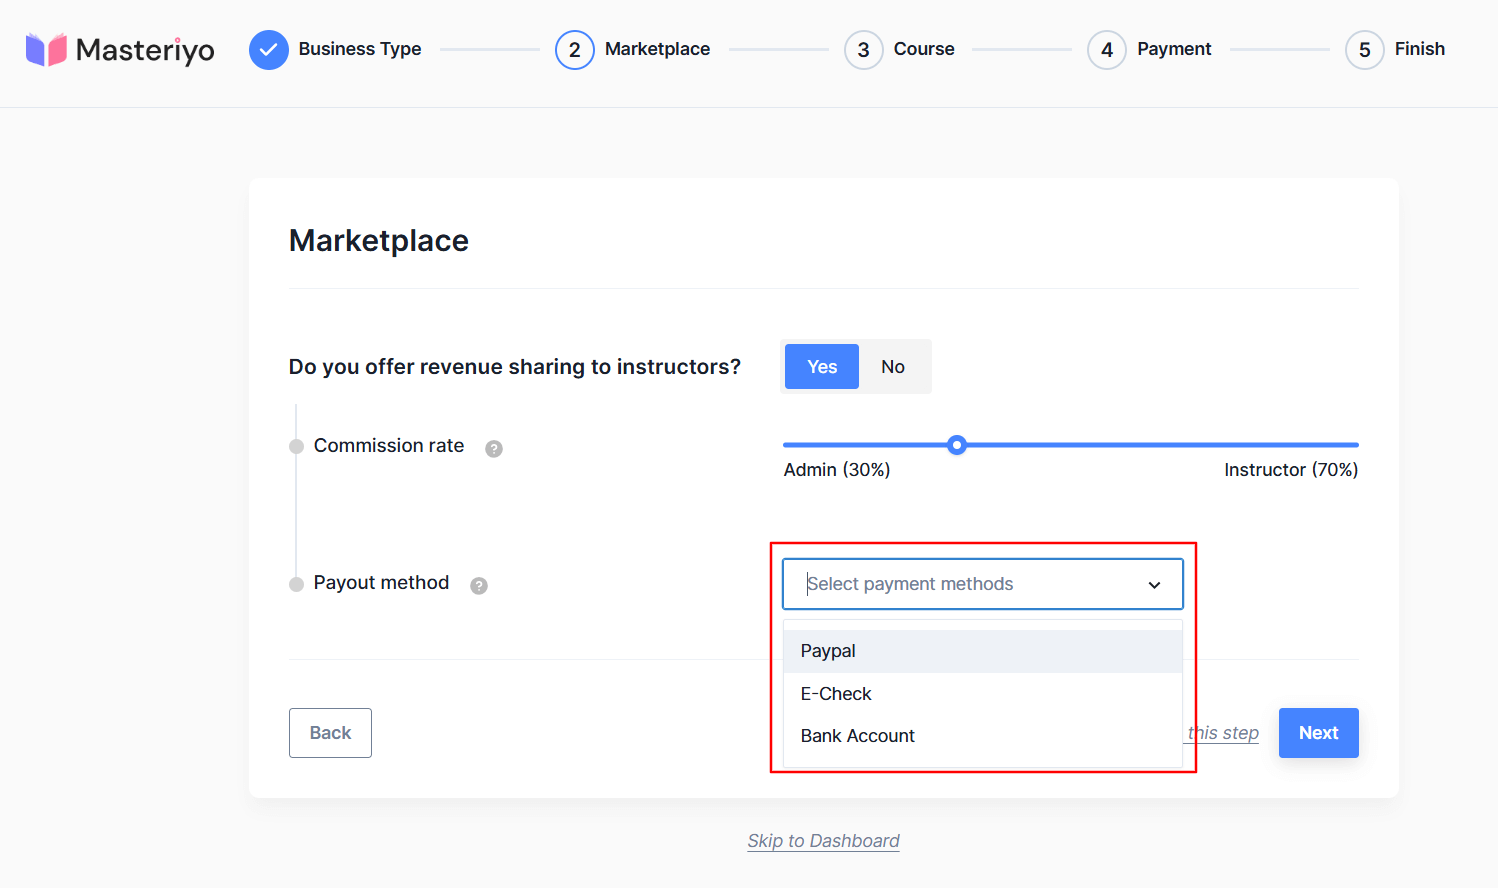 Masteriyo
Business Type
2 Marketplace
3 Course
4 Payment
5 Finish
Marketplace
Do you offer revenue sharing to instructors?
Yes No
Commission rate ?
Admin (30%) Instructor (70%)
Payout method ?
Select payment methods
Paypal
E-Check
Bank Account
Back
this step
Next
Skip to Dashboard